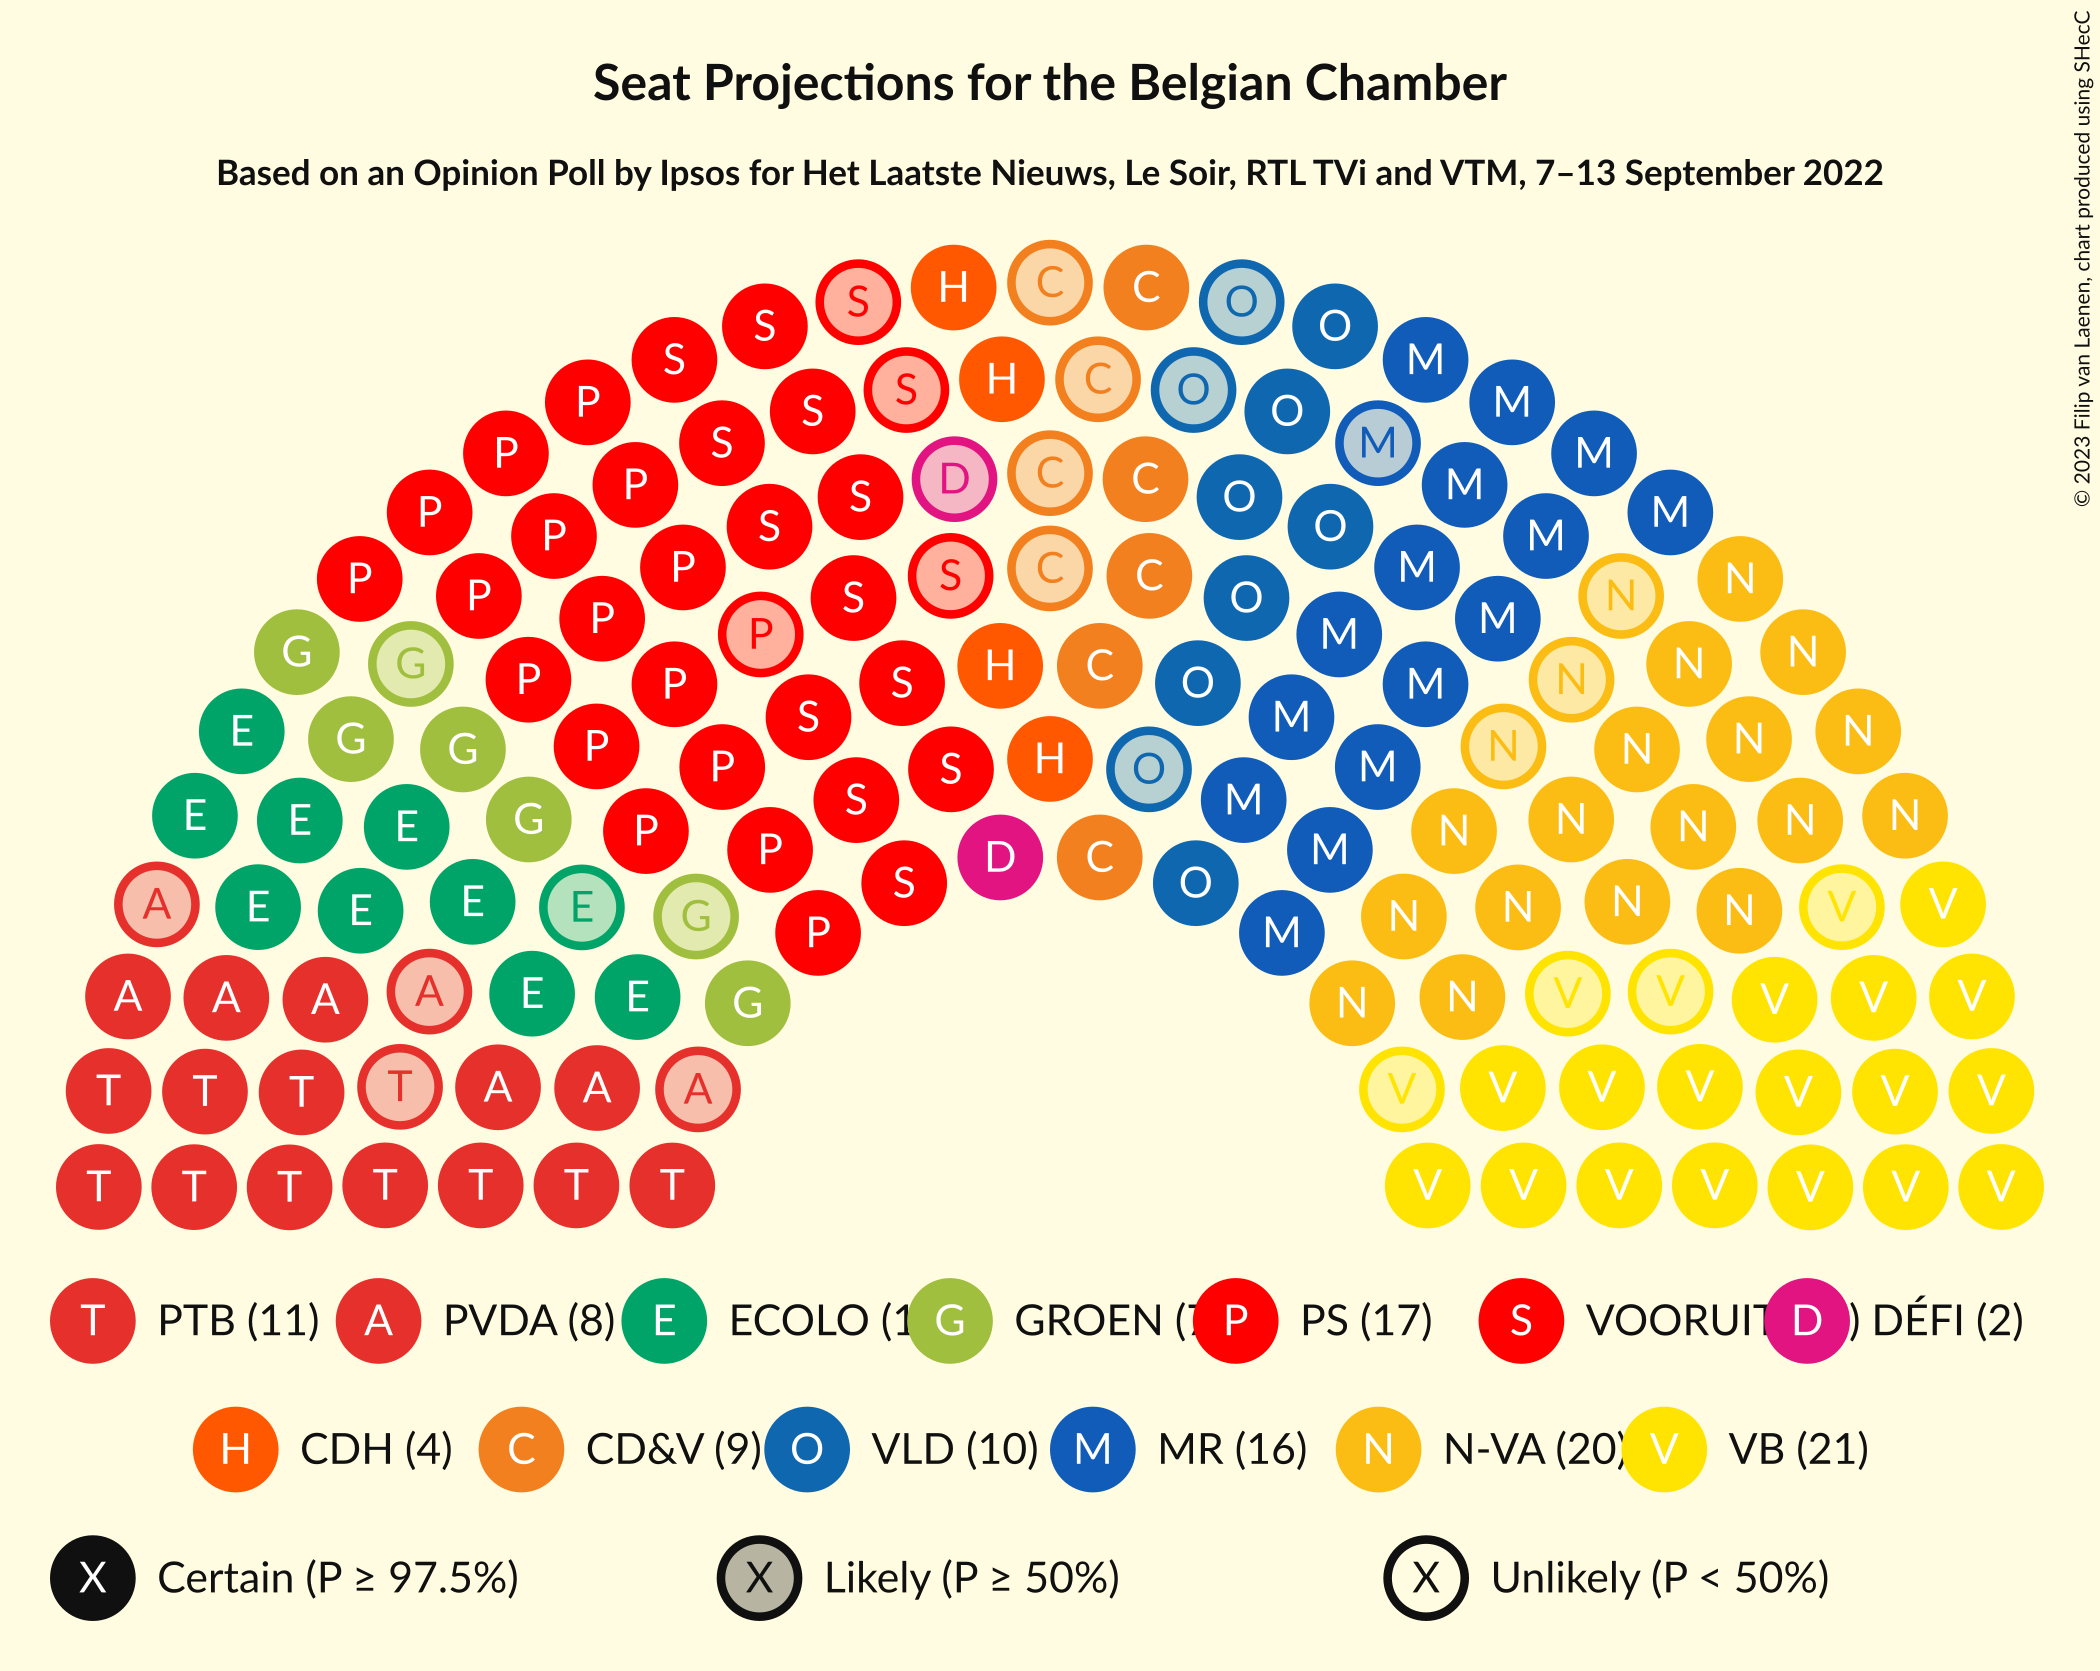 Seat Projections for the Belgian Chamber
Based on an Opinion Poll by Ipsos for Het Laatste Nieuws, Le Soir, RTL TVi and VTM, 7–13 September 2022
© 2023 Filip van Laenen, chart produced using SHecC
S H C C O
S S O M
P S S H C O O M M
P P S S D C C O M M M
P P P S S S C C O O M M N N
P P P P S O M M N
G G P P P S S H C O M M M N N N
E G G P P S S H O M M N N N N
E E E G P P S D C M N N N N N
A E E E E G P S O M N N N N V V
A A A A E E G N N V V V V V
T T T T A A A V V V V V V V
T T T T T T T V V V V V V V
T PTB (11) A PVDA (8) E ECOLO (1 G GROEN (7 P PS (17) S VOORUIT D ) DÉFI (2)
H CDH (4) C CD&V (9) O VLD (10) M MR (16) N N-VA (20) V VB (21)
X Certain (P ≥ 97.5%) X Likely (P ≥ 50%) X Unlikely (P < 50%)